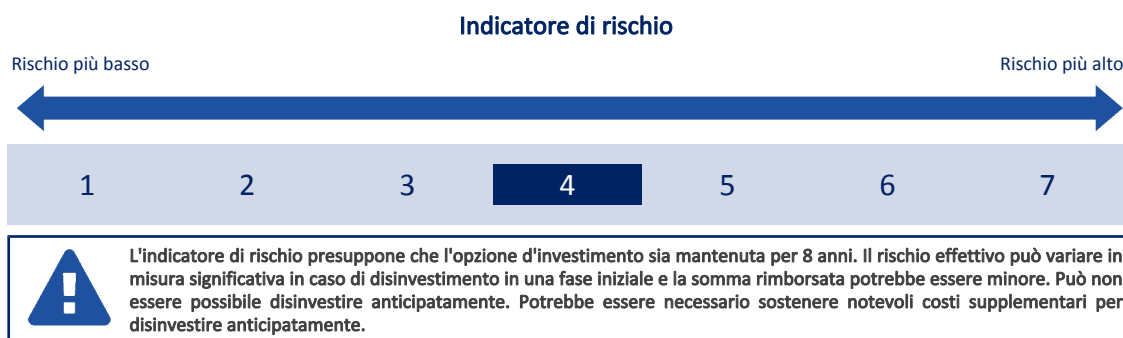 Indicatore di rischio
Rischio più basso
Rischio più alto
1 2 3 4 5 6 7
L'indicatore di rischio presuppone che l'opzione d'investimento sia mantenuta per 8 anni. Il rischio effettivo può variare in
misura significativa in caso di disinvestimento in una fase iniziale e la somma rimborsata potrebbe essere minore. Può non
essere possibile disinvestire anticipatamente. Potrebbe essere necessario sostenere notevoli costi supplementari per
disinvestire anticipatamente.